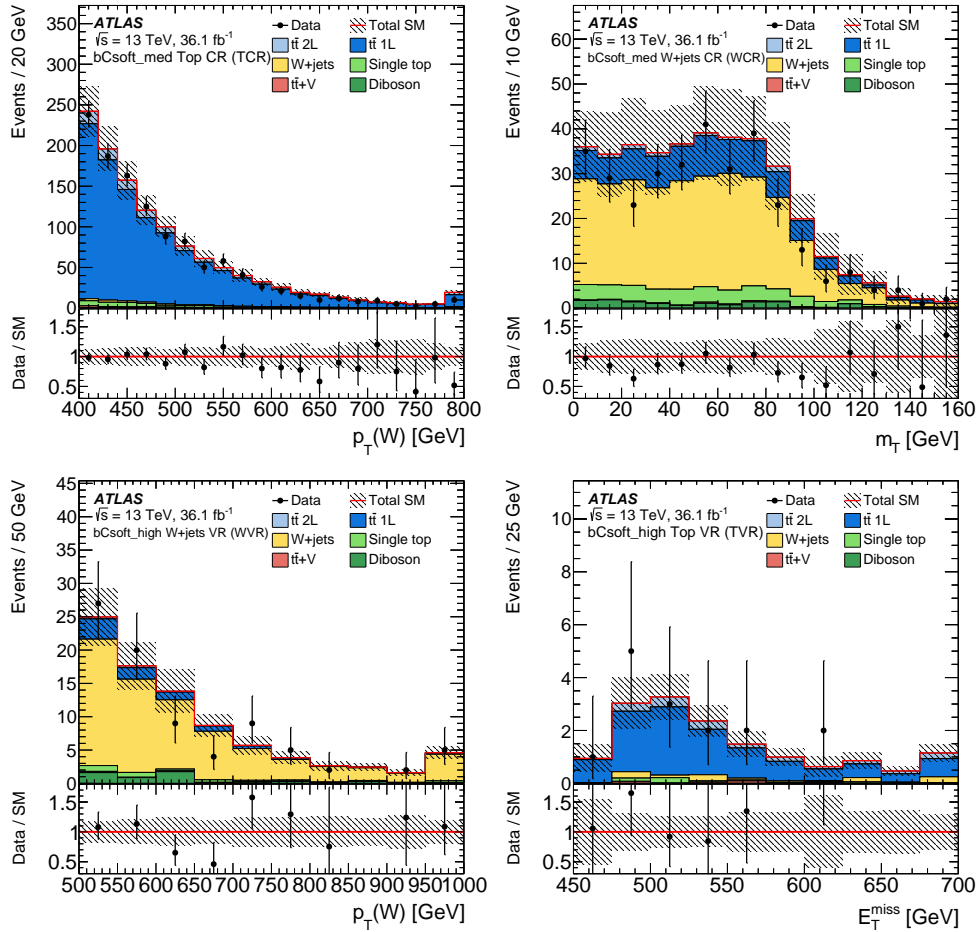 ATLAS
√s = 13 TeV, 36.1 fb⁻¹
bCsoft_med Top CR (TCR)
Data
Total SM
tt̄ 2L
tt̄ 1L
W+jets
Single top
tt̄+V
Diboson
Events / 20 GeV
350
300
250
200
150
100
50
0
Data / SM
1.5
1
0.5
400 450 500 550 600 650 700 750 800
p_T(W) [GeV]
ATLAS
√s = 13 TeV, 36.1 fb⁻¹
bCsoft_med W+jets CR (WCR)
Data
Total SM
tt̄ 2L
tt̄ 1L
W+jets
Single top
tt̄+V
Diboson
Events / 10 GeV
60
50
40
30
20
10
0
Data / SM
1.5
1
0.5
0 20 40 60 80 100 120 140 160
m_T [GeV]
ATLAS
√s = 13 TeV, 36.1 fb⁻¹
bCsoft_high W+jets VR (WVR)
Data
Total SM
tt̄ 2L
tt̄ 1L
W+jets
Single top
tt̄+V
Diboson
Events / 50 GeV
45
40
35
30
25
20
15
10
5
0
Data / SM
1.5
1
0.5
500 550 600 650 700 750 800 850 900 950 1000
p_T(W) [GeV]
ATLAS
√s = 13 TeV, 36.1 fb⁻¹
bCsoft_high Top VR (TVR)
Data
Total SM
tt̄ 2L
tt̄ 1L
W+jets
Single top
tt̄+V
Diboson
Events / 25 GeV
10
8
6
4
2
0
Data / SM
1.5
1
0.5
450 500 550 600 650 700
E_T^miss [GeV]